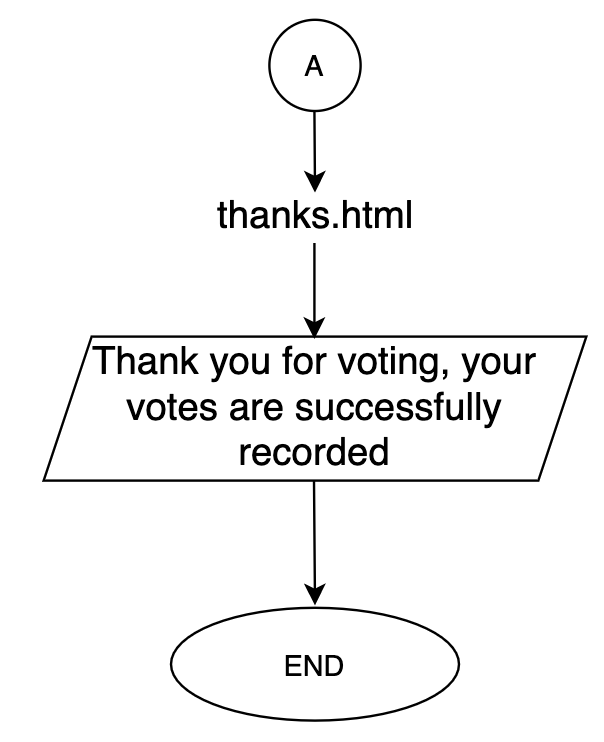 A
thanks.html
Thank you for voting, your
votes are successfully
recorded
END